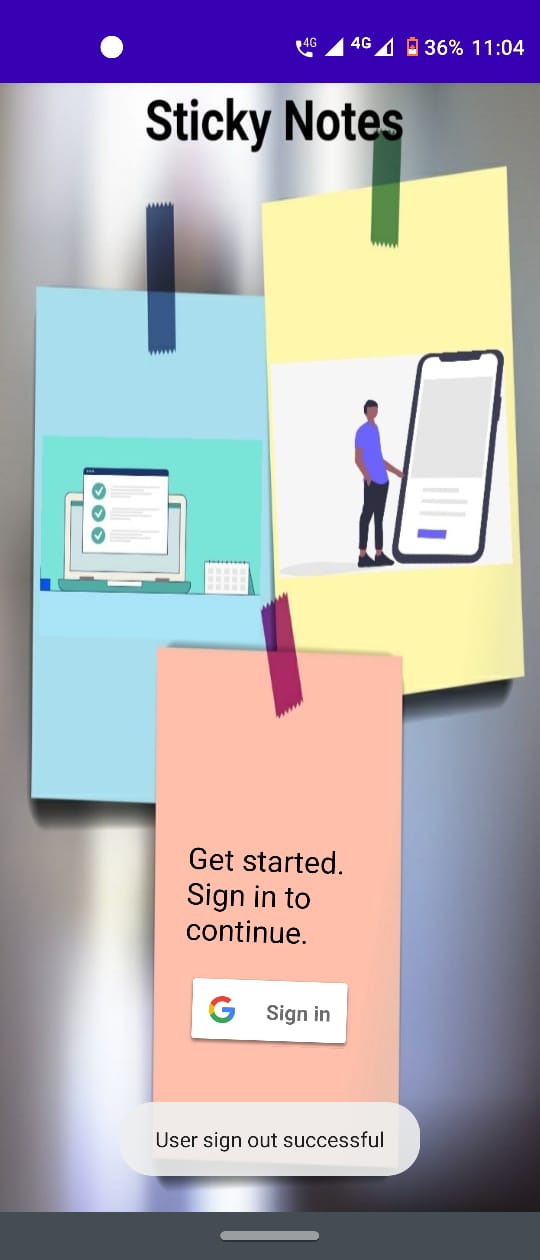 4G 4G 36% 11:04
Sticky Notes
Get started.
Sign in to
continue.
G Sign in
User sign out successful